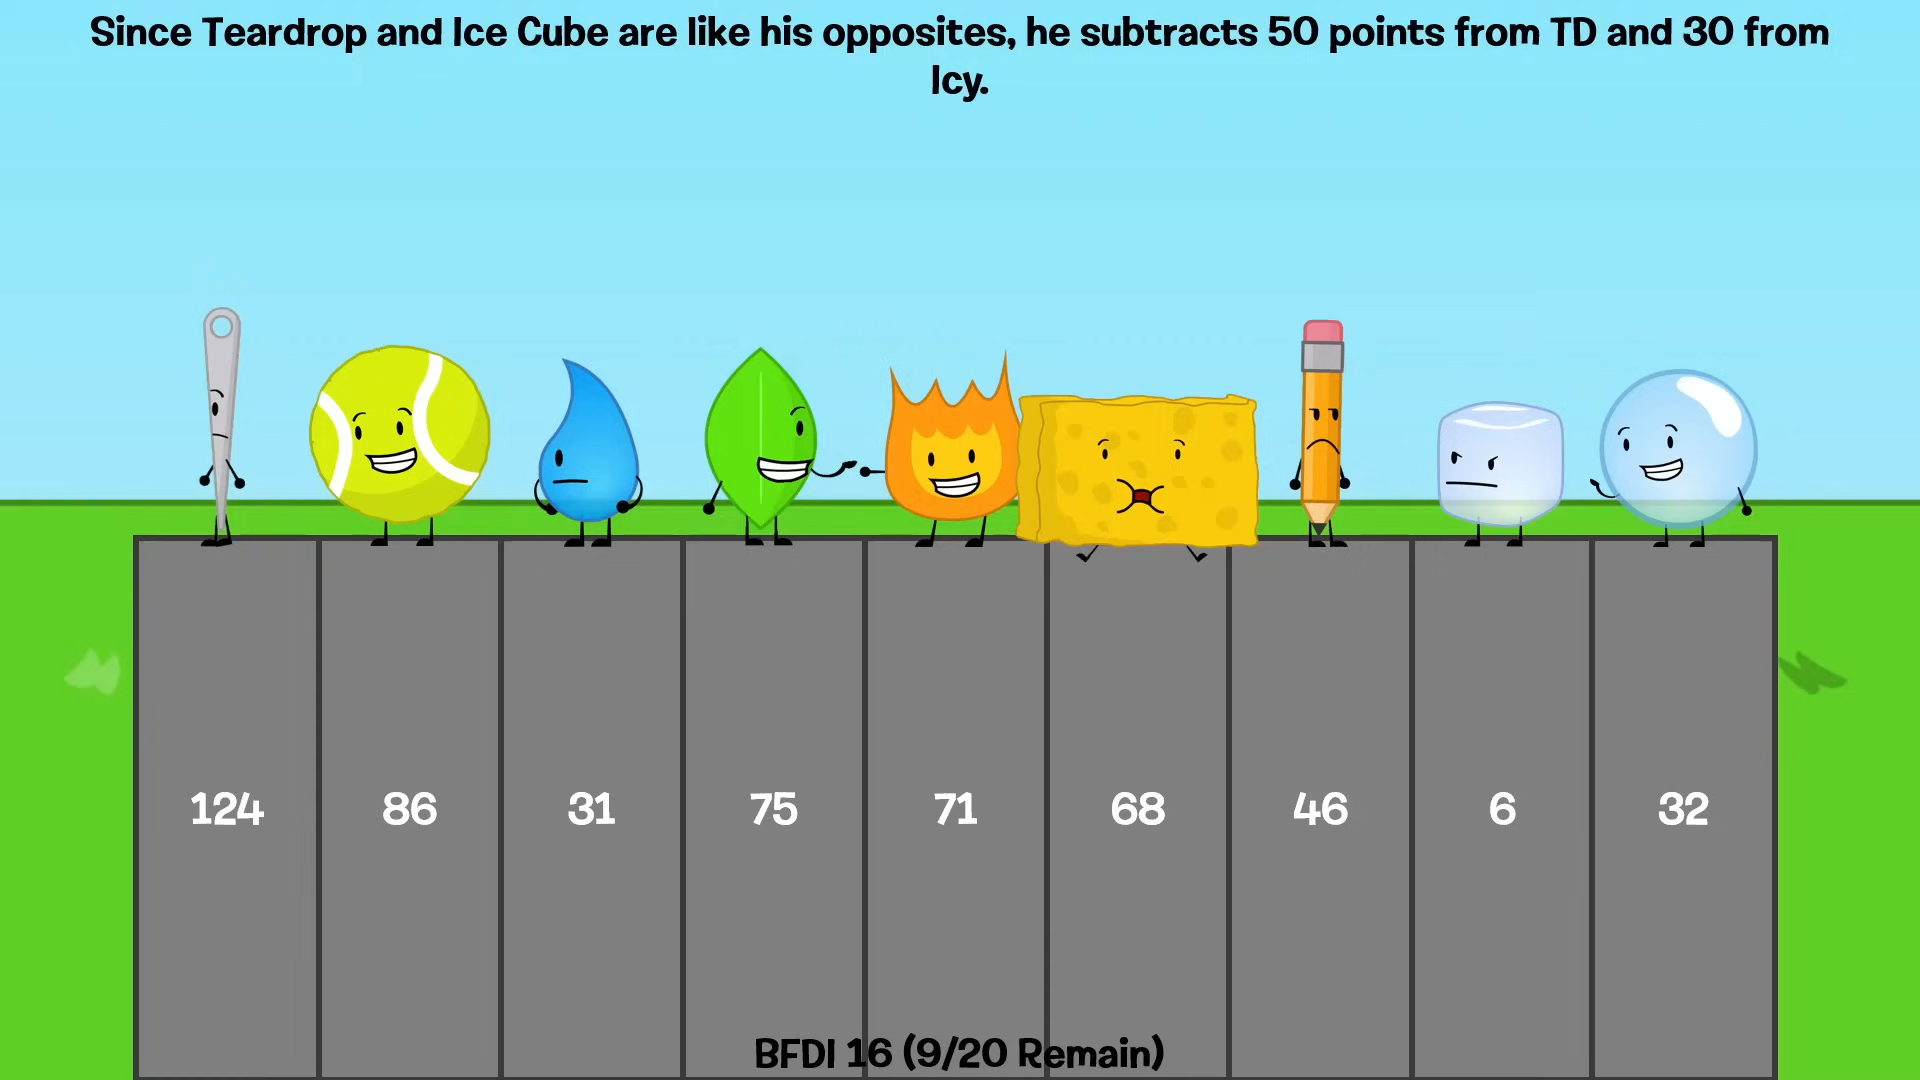 Since Teardrop and Ice Cube are like his opposites, he subtracts 50 points from TD and 30 from
Icy.
124 86 31 75 71 68 46 6 32
BFDI 16 (9/20 Remain)